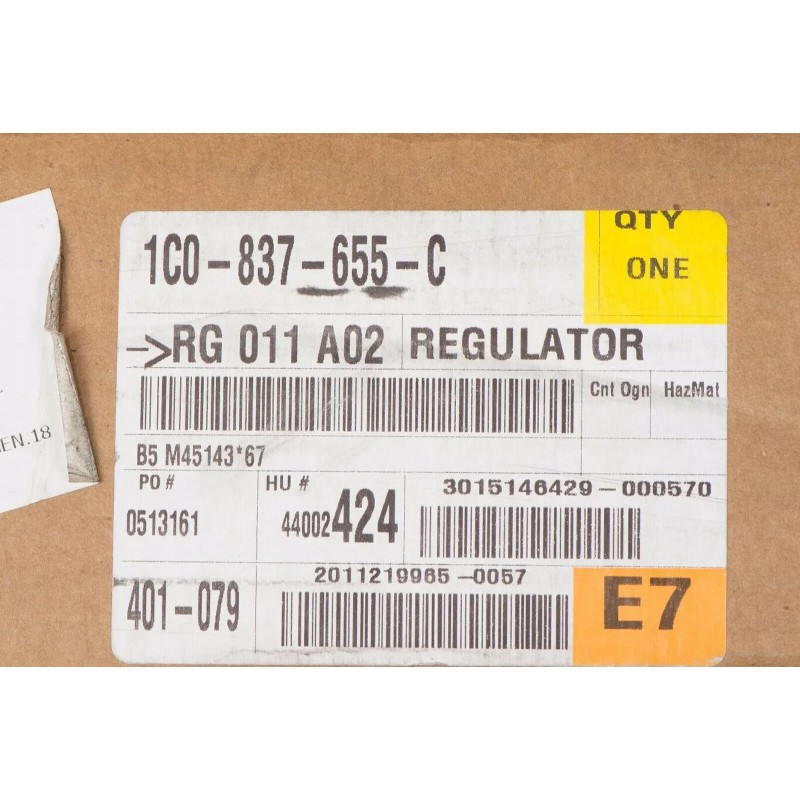 1C0-837-655-C
QTY
ONE
->RG 011 A02 REGULATOR
Cnt Ogn HazMat
B5 M45143*67
PO #
0513161
HU #
44002424
3015146429-000570
401-079
2011219965-0057
E7
EN.18